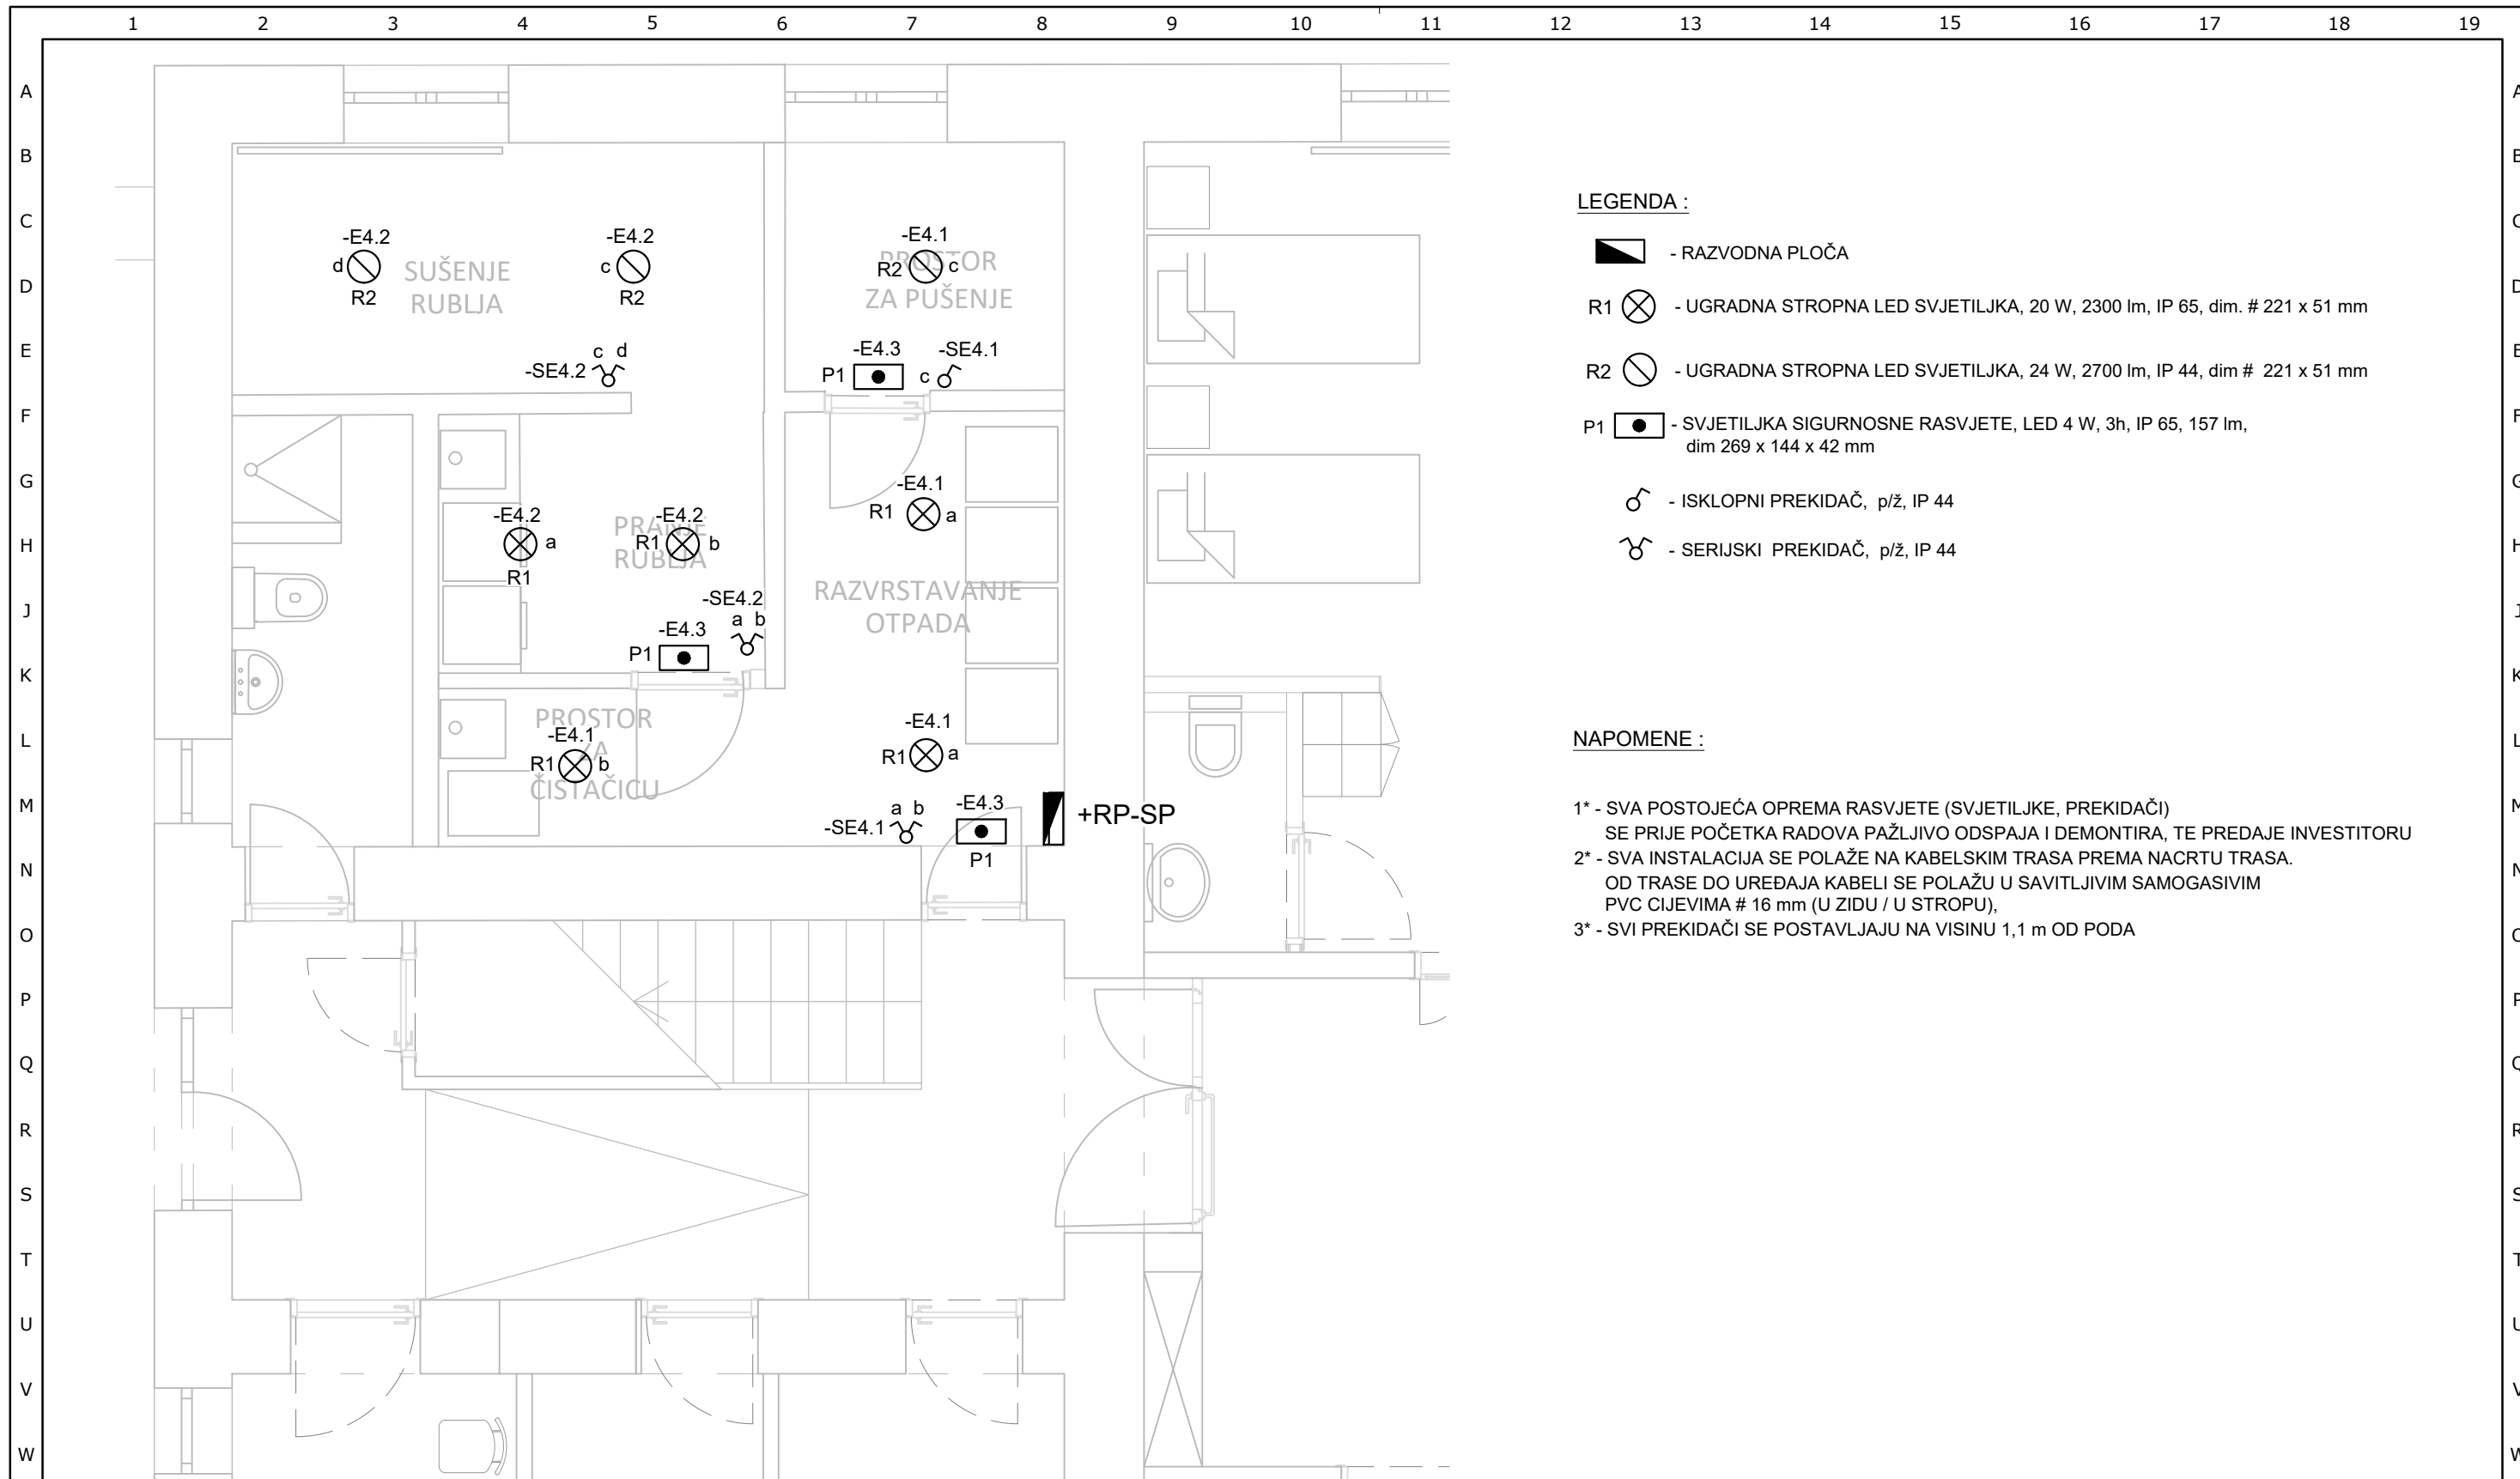 1 2 3 4 5 6 7 8 9 10 11 12 13 14 15 16 17 18 19
A
B
C
D
E
F
G
H
J
K
L
M
N
O
P
Q
R
S
T
U
V
W
-E4.2
d
R2
SUŠENJE
RUBLJA
-E4.2
c
R2
-E4.1
R2 c
PROSTOR
ZA PUŠENJE
c d
-SE4.2
-E4.3
P1
-SE4.1
c
-E4.2
a
R1
-E4.2
R1 b
PRANJE
RUBLJA
-E4.1
R1 a
RAZVRSTAVANJE
OTPADA
-SE4.2
a b
-E4.3
P1
PROSTOR
ZA
ČISTAČICU
-E4.1
R1 b
-E4.1
R1 a
a b
-SE4.1
-E4.3
P1
+RP-SP
LEGENDA :
- RAZVODNA PLOČA
R1 - UGRADNA STROPNA LED SVJETILJKA, 20 W, 2300 lm, IP 65, dim. # 221 x 51 mm
R2 - UGRADNA STROPNA LED SVJETILJKA, 24 W, 2700 lm, IP 44, dim # 221 x 51 mm
P1 - SVJETILJKA SIGURNOSNE RASVJETE, LED 4 W, 3h, IP 65, 157 lm,
dim 269 x 144 x 42 mm
- ISKLOPNI PREKIDAČ, p/ž, IP 44
- SERIJSKI PREKIDAČ, p/ž, IP 44
NAPOMENE :
1* - SVA POSTOJEĆA OPREMA RASVJETE (SVJETILJKE, PREKIDAČI)
SE PRIJE POČETKA RADOVA PAŽLJIVO ODSPAJA I DEMONTIRA, TE PREDAJE INVESTITORU
2* - SVA INSTALACIJA SE POLAŽE NA KABELSKIM TRASA PREMA NACRTU TRASA.
OD TRASE DO UREĐAJA KABELI SE POLAŽU U SAVITLJIVIM SAMOGASIVIM
PVC CIJEVIMA # 16 mm (U ZIDU / U STROPU),
3* - SVI PREKIDAČI SE POSTAVLJAJU NA VISINU 1,1 m OD PODA